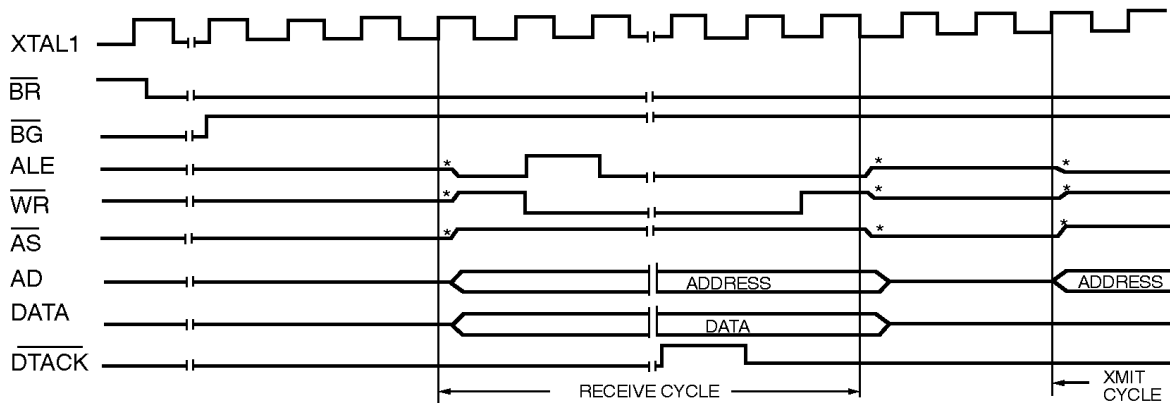 XTAL1
BR
BG
ALE
* * *
WR
* * *
AS
* * *
AD
ADDRESS
ADDRESS
DATA
DATA
DTACK
RECEIVE CYCLE
XMIT
CYCLE